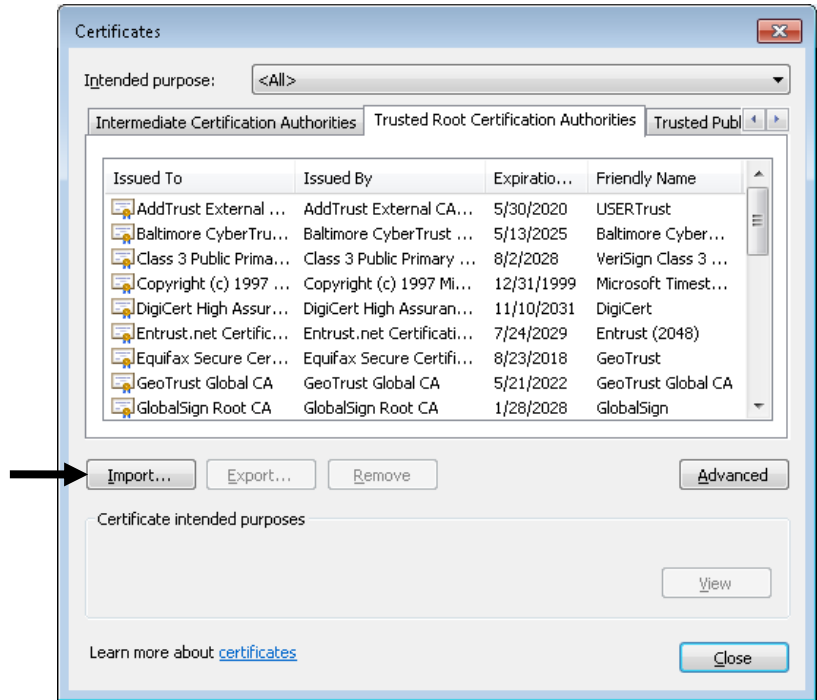 Certificates
Intended purpose: <All>
Intermediate Certification Authorities Trusted Root Certification Authorities Trusted Publ
Issued To Issued By Expiratio... Friendly Name
AddTrust External ... AddTrust External CA... 5/30/2020 USERTrust
Baltimore CyberTru... Baltimore CyberTrust ... 5/13/2025 Baltimore Cyber...
Class 3 Public Prima... Class 3 Public Primary ... 8/2/2028 VeriSign Class 3 ...
Copyright (c) 1997 ... Copyright (c) 1997 Mi... 12/31/1999 Microsoft Timest...
DigiCert High Assur... DigiCert High Assuran... 11/10/2031 DigiCert
Entrust.net Certific... Entrust.net Certificati... 7/24/2029 Entrust (2048)
Equifax Secure Cer... Equifax Secure Certifi... 8/23/2018 GeoTrust
GeoTrust Global CA GeoTrust Global CA 5/21/2022 GeoTrust Global CA
GlobalSign Root CA GlobalSign Root CA 1/28/2028 GlobalSign
Import... Export... Remove Advanced
Certificate intended purposes
View
Learn more about certificates
Close